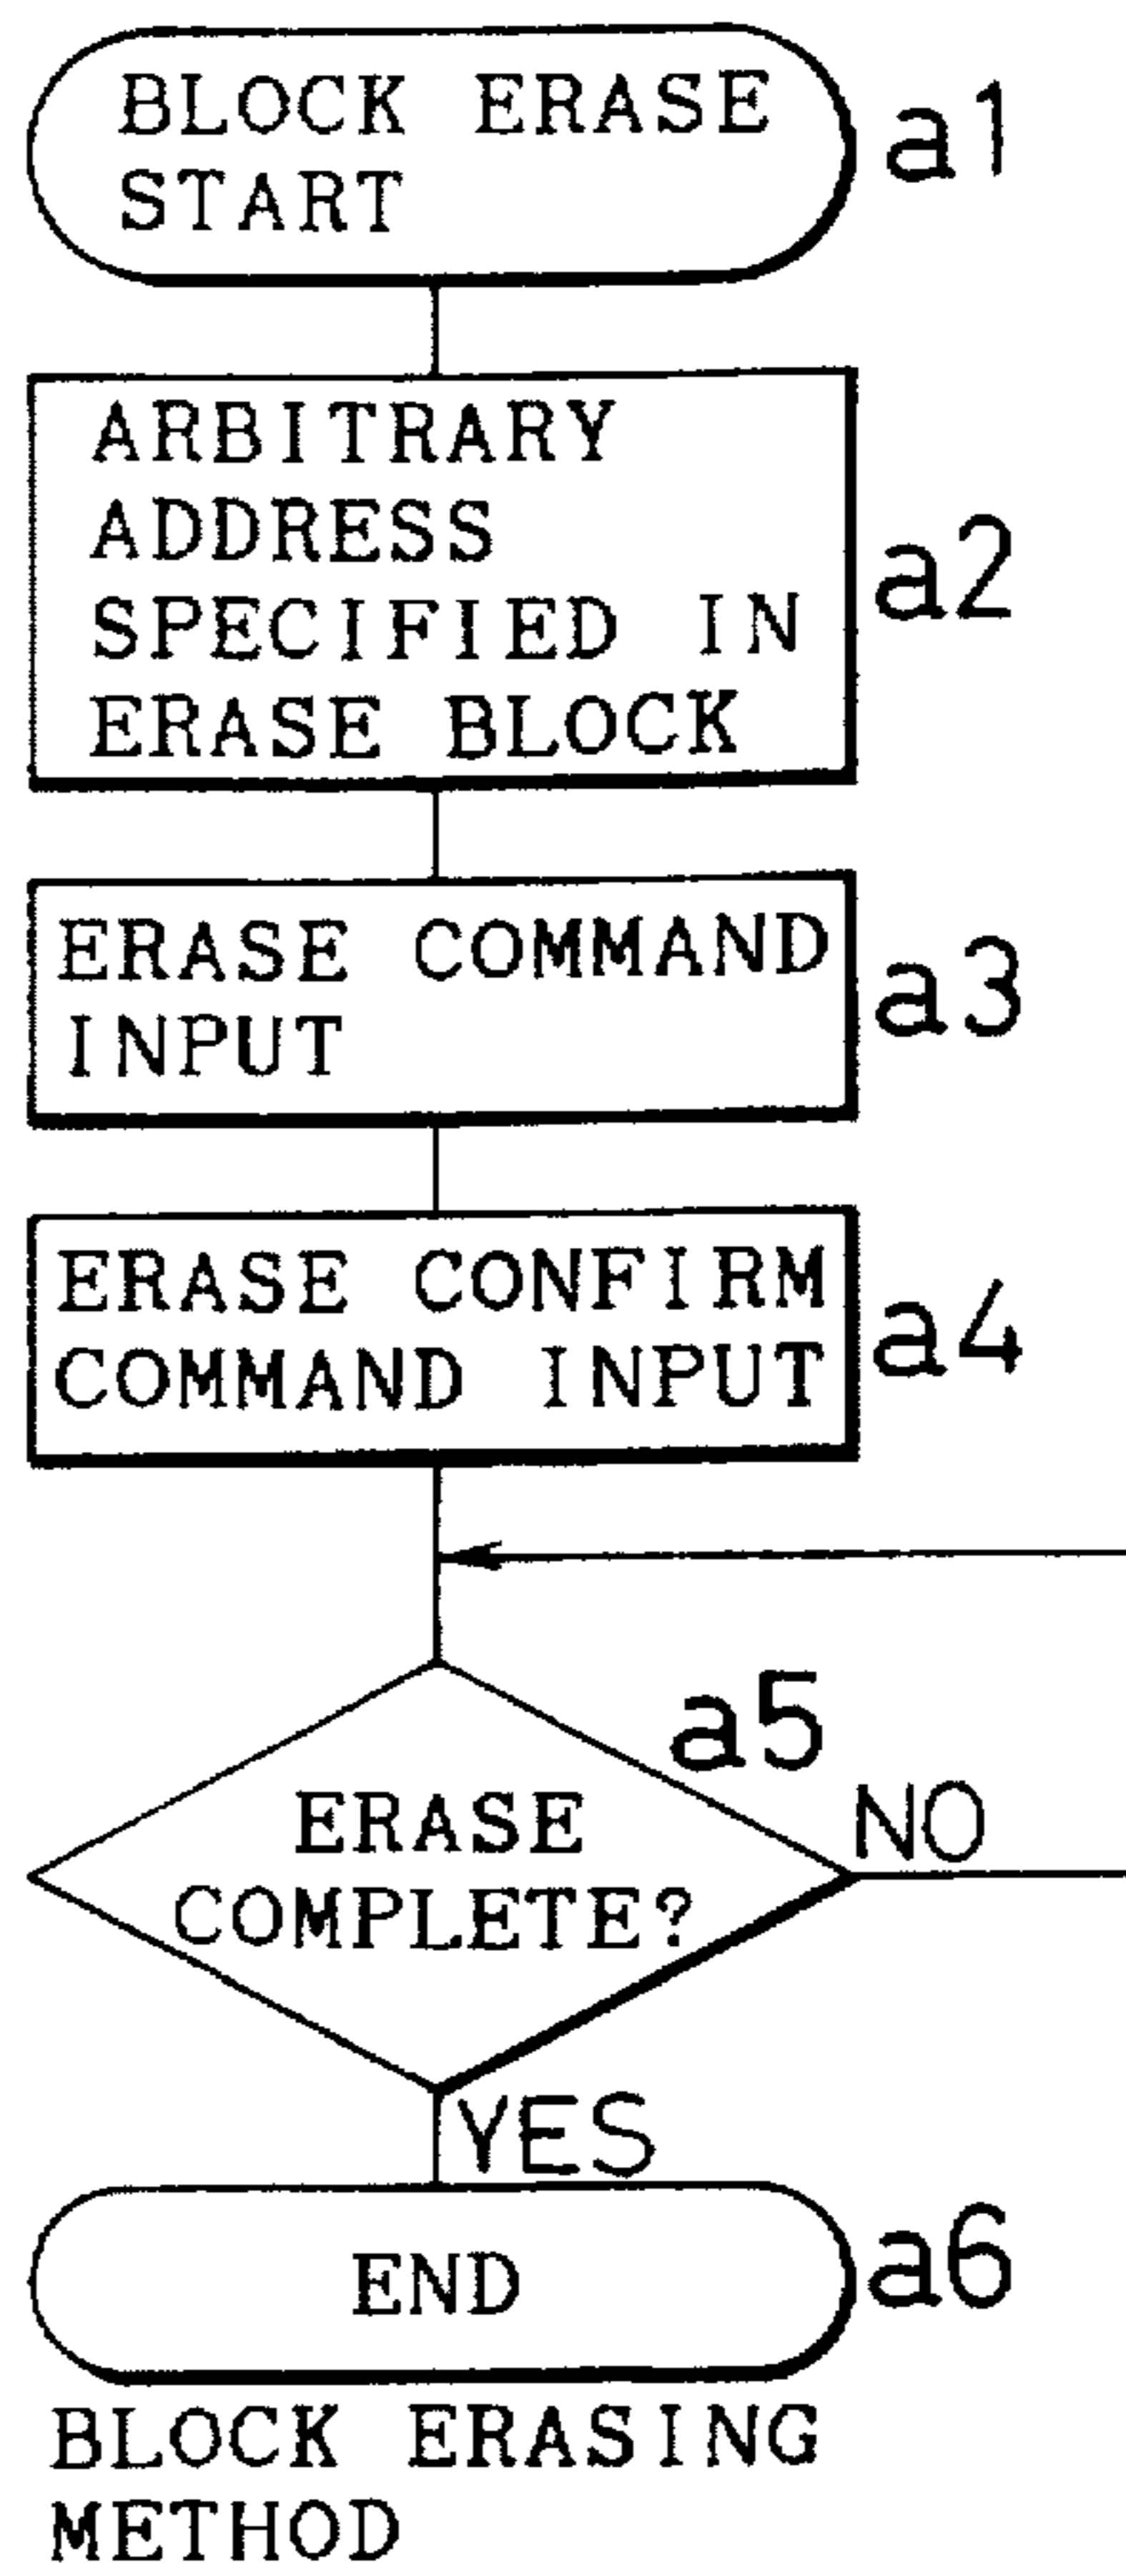 BLOCK ERASE
START
a1
ARBITRARY
ADDRESS
SPECIFIED IN
ERASE BLOCK
a2
ERASE COMMAND
INPUT
a3
ERASE CONFIRM
COMMAND INPUT
a4
a5
ERASE
COMPLETE?
NO
YES
END
a6
BLOCK ERASING
METHOD